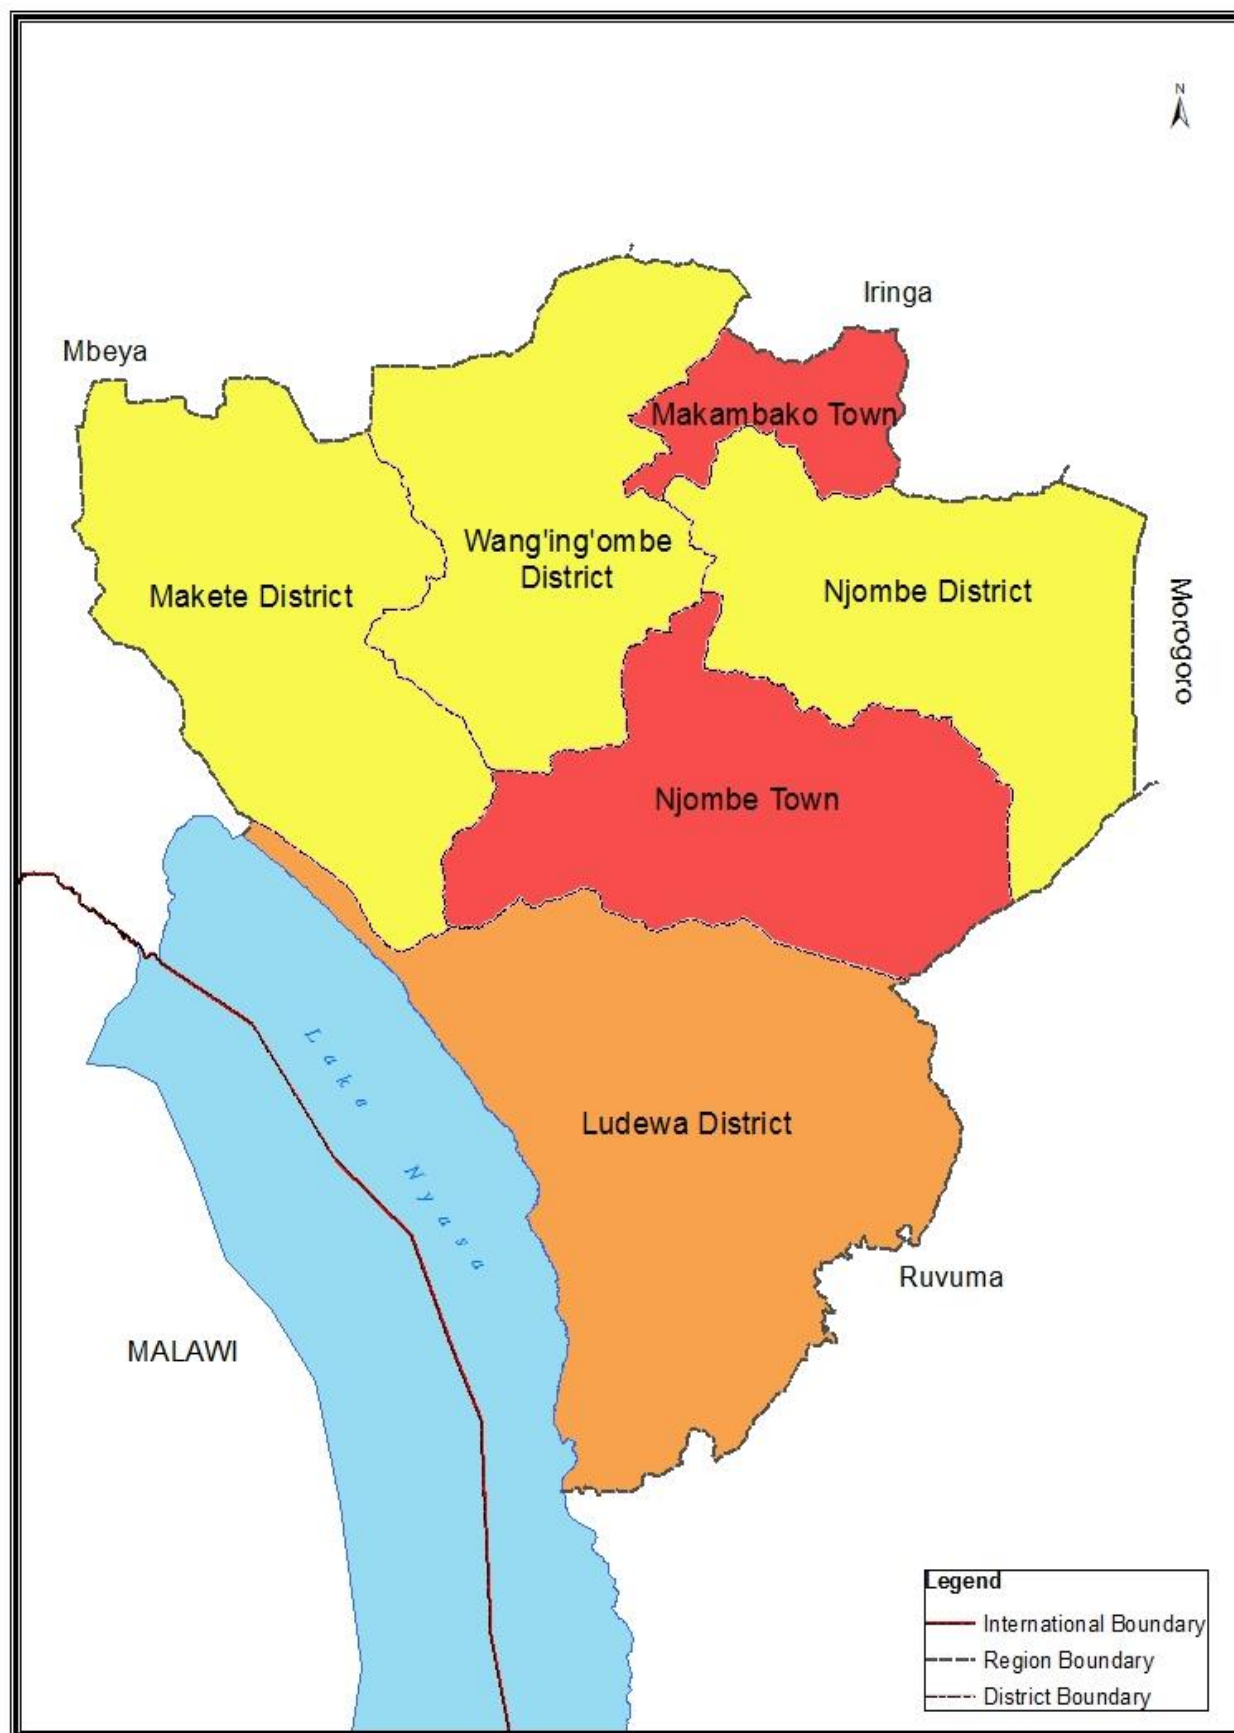 N
Iringa
Mbeya
Makambako Town
Wang'ing'ombe
District
Makete District
Njombe District
Morogoro
Njombe Town
Lake Nyasa
Ludewa District
Ruvuma
MALAWI
Legend
International Boundary
Region Boundary
District Boundary